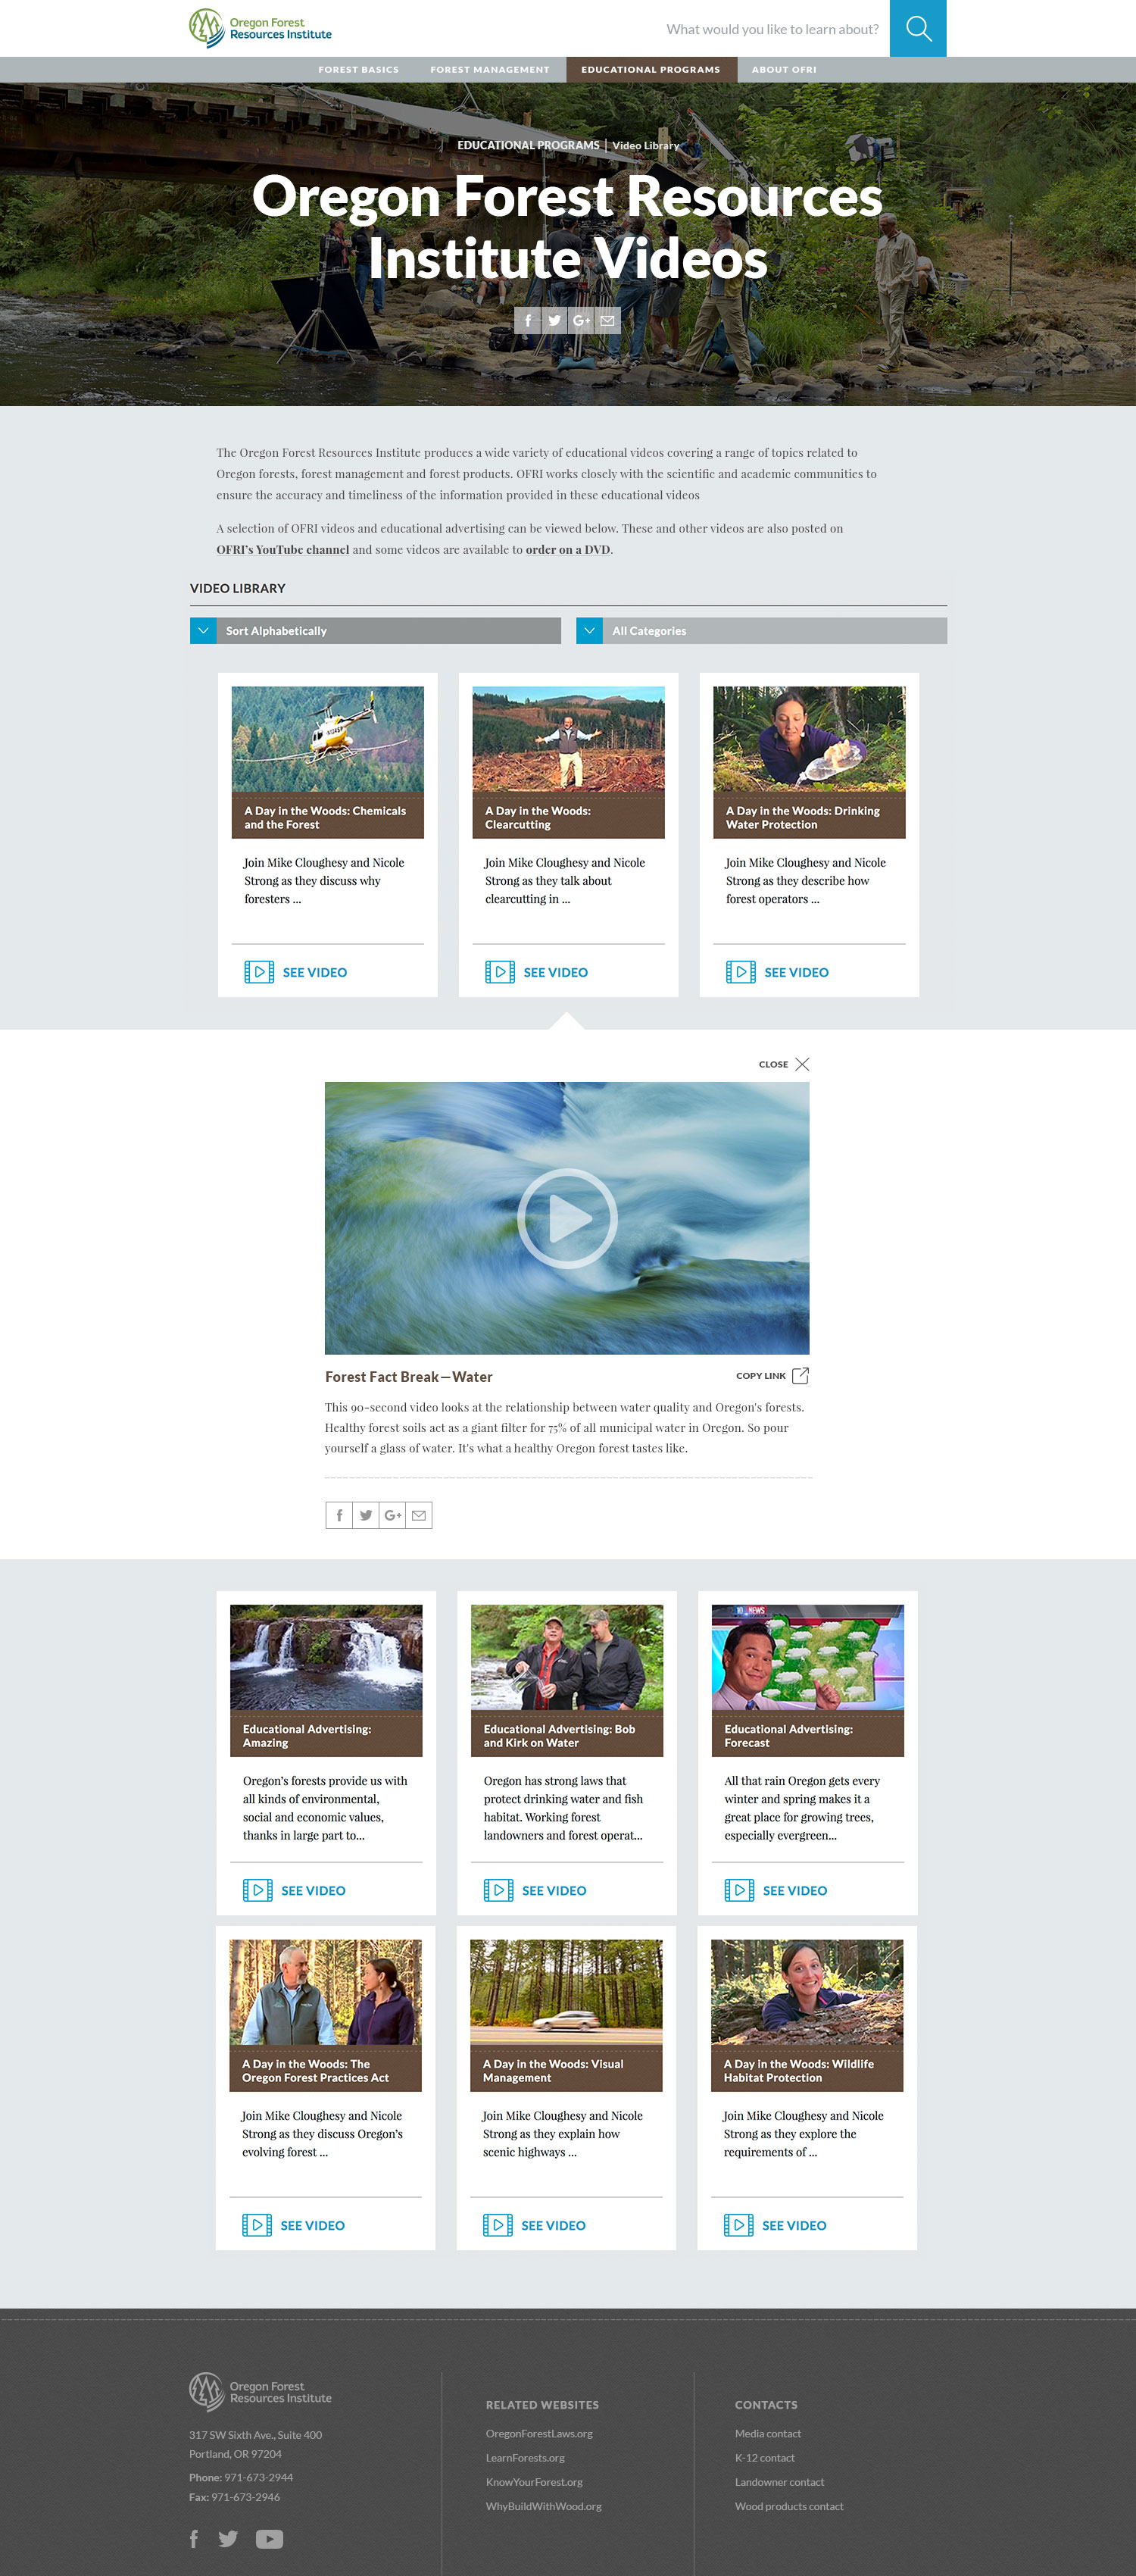 Oregon Forest
Resources Institute
What would you like to learn about?
FOREST BASICS
FOREST MANAGEMENT
EDUCATIONAL PROGRAMS
ABOUT OFRI
EDUCATIONAL PROGRAMS | Video Library
Oregon Forest Resources
Institute Videos
The Oregon Forest Resources Institute produces a wide variety of educational videos covering a range of topics related to
Oregon forests, forest management and forest products. OFRI works closely with the scientific and academic communities to
ensure the accuracy and timeliness of the information provided in these educational videos
A selection of OFRI videos and educational advertising can be viewed below. These and other videos are also posted on
OFRI's YouTube channel and some videos are available to order on a DVD.
VIDEO LIBRARY
Sort Alphabetically
All Categories
A Day in the Woods: Chemicals
and the Forest
Join Mike Cloughesy and Nicole
Strong as they discuss why
foresters ...
SEE VIDEO
A Day in the Woods:
Clearcutting
Join Mike Cloughesy and Nicole
Strong as they talk about
clearcutting in ...
SEE VIDEO
A Day in the Woods: Drinking
Water Protection
Join Mike Cloughesy and Nicole
Strong as they describe how
forest operators ...
SEE VIDEO
CLOSE
Forest Fact Break—Water
COPY LINK
This 90-second video looks at the relationship between water quality and Oregon's forests.
Healthy forest soils act as a giant filter for 75% of all municipal water in Oregon. So pour
yourself a glass of water. It's what a healthy Oregon forest tastes like.
Educational Advertising:
Amazing
Oregon's forests provide us with
all kinds of environmental,
social and economic values,
thanks in large part to...
SEE VIDEO
Educational Advertising: Bob
and Kirk on Water
Oregon has strong laws that
protect drinking water and fish
habitat. Working forest
landowners and forest operat...
SEE VIDEO
10 NEWS
Educational Advertising:
Forecast
All that rain Oregon gets every
winter and spring makes it a
great place for growing trees,
especially evergreen...
SEE VIDEO
A Day in the Woods: The
Oregon Forest Practices Act
Join Mike Cloughesy and Nicole
Strong as they discuss Oregon's
evolving forest ...
SEE VIDEO
A Day in the Woods: Visual
Management
Join Mike Cloughesy and Nicole
Strong as they explain how
scenic highways ...
SEE VIDEO
A Day in the Woods: Wildlife
Habitat Protection
Join Mike Cloughesy and Nicole
Strong as they explore the
requirements of ...
SEE VIDEO
Oregon Forest
Resources Institute
317 SW Sixth Ave., Suite 400
Portland, OR 97204
Phone: 971-673-2944
Fax: 971-673-2946
RELATED WEBSITES
OregonForestLaws.org
LearnForests.org
KnowYourForest.org
WhyBuildWithWood.org
CONTACTS
Media contact
K-12 contact
Landowner contact
Wood products contact